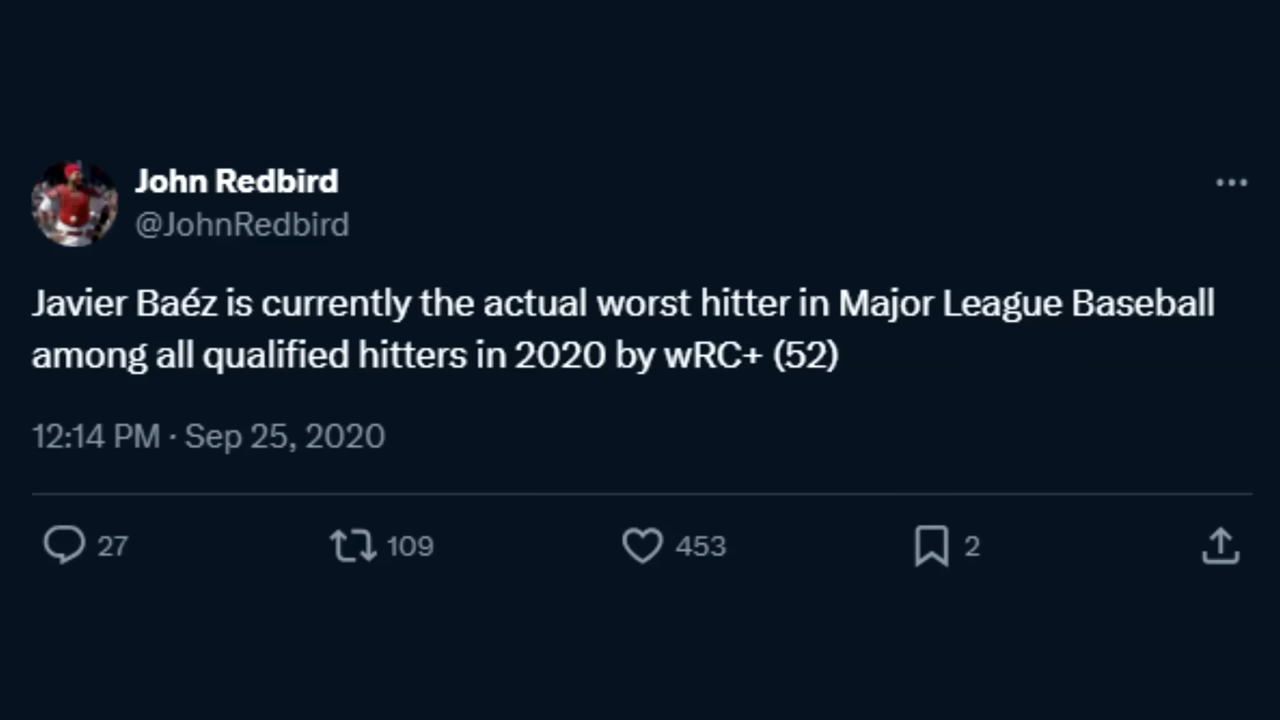 John Redbird
@JohnRedbird
Javier Baéz is currently the actual worst hitter in Major League Baseball
among all qualified hitters in 2020 by wRC+ (52)
12:14 PM · Sep 25, 2020
27 109 453 2